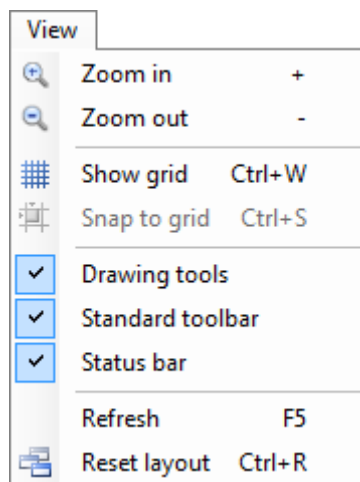 View
Zoom in +
Zoom out -
Show grid Ctrl+W
Snap to grid Ctrl+S
Drawing tools
Standard toolbar
Status bar
Refresh F5
Reset layout Ctrl+R